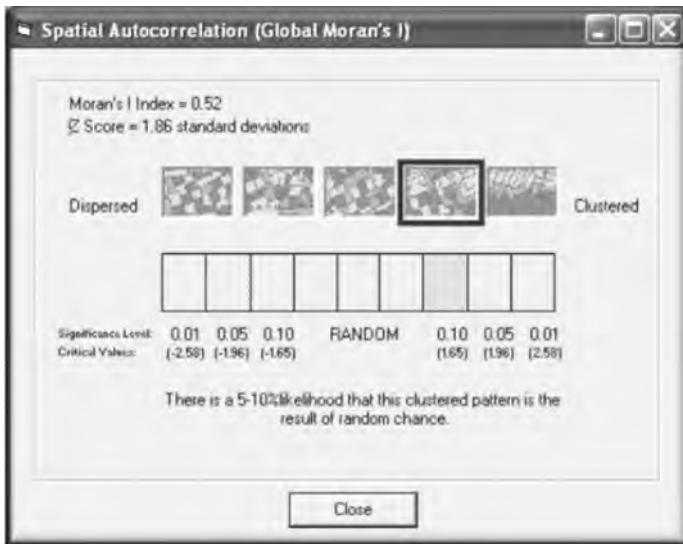 Spatial Autocorrelation (Global Moran's I)
Moran's I Index = 0.52
Z Score = 1.86 standard deviations
Dispersed
Clustered
Significance Level: 0.01 0.05 0.10 RANDOM 0.10 0.05 0.01
Critical Values: (-2.58) (-1.96) (-1.65) (1.65) (1.96) (2.58)
There is a 5-10% likelihood that this clustered pattern is the
result of random chance.
Close